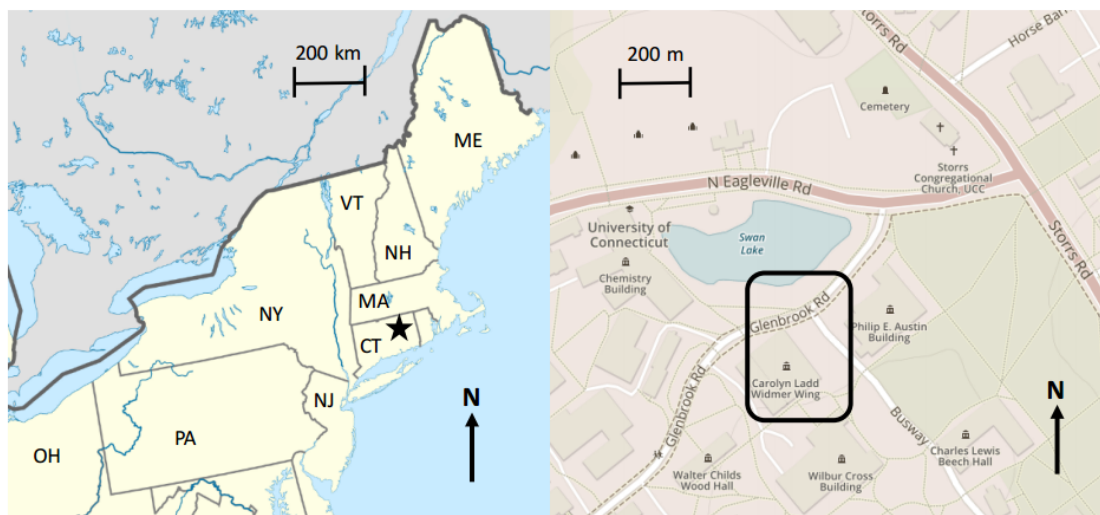 200 km
ME
VT
NH
NY
MA
CT
NJ
PA
OH
N
200 m
Storrs Rd
Horse Barn
Cemetery
Storrs
Congregational
Church, UCC
N Eagleville Rd
University of
Connecticut
Swan
Lake
Storrs Rd
Chemistry
Building
Glenbrook Rd
Philip E. Austin
Building
Carolyn Ladd
Widmer Wing
Glenbrook Rd
N
Busway
Charles Lewis
Beech Hall
Walter Childs
Wood Hall
Wilbur Cross
Building